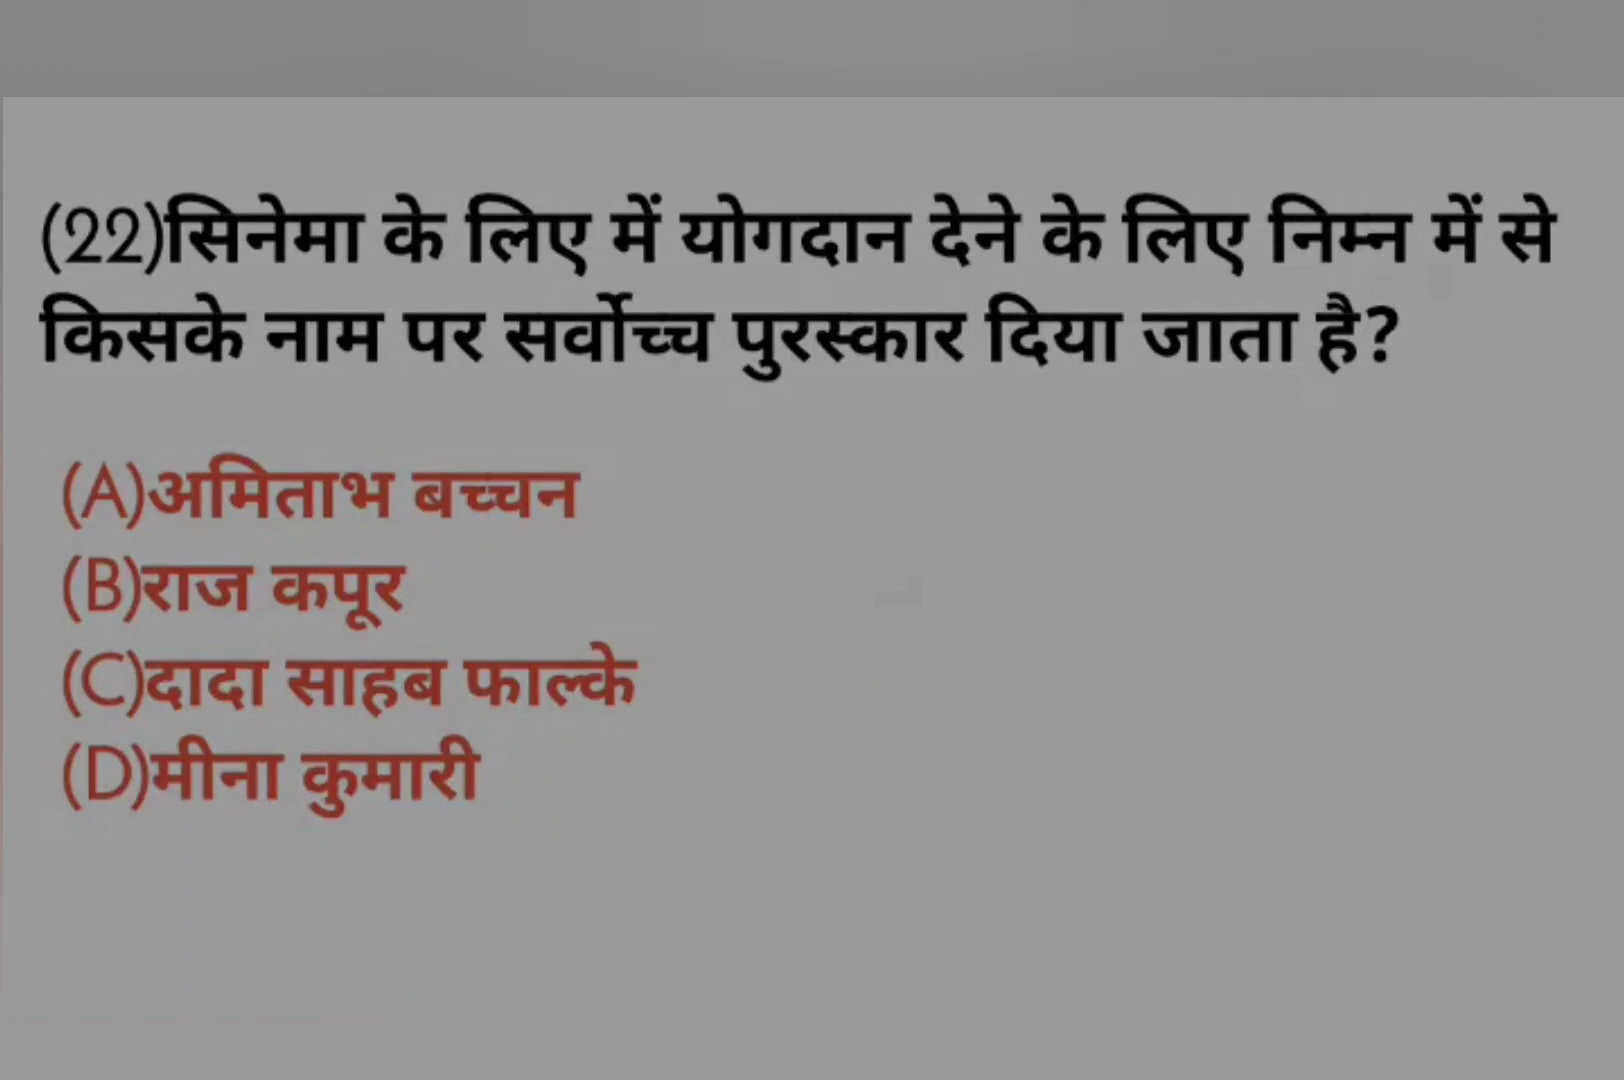 (22)सिनेमा के लिए में योगदान देने के लिए निम्न में से
किसके नाम पर सर्वोच्च पुरस्कार दिया जाता है?
(A)अमिताभ बच्चन
(B)राज कपूर
(C)दादा साहब फाल्के
(D)मीना कुमारी